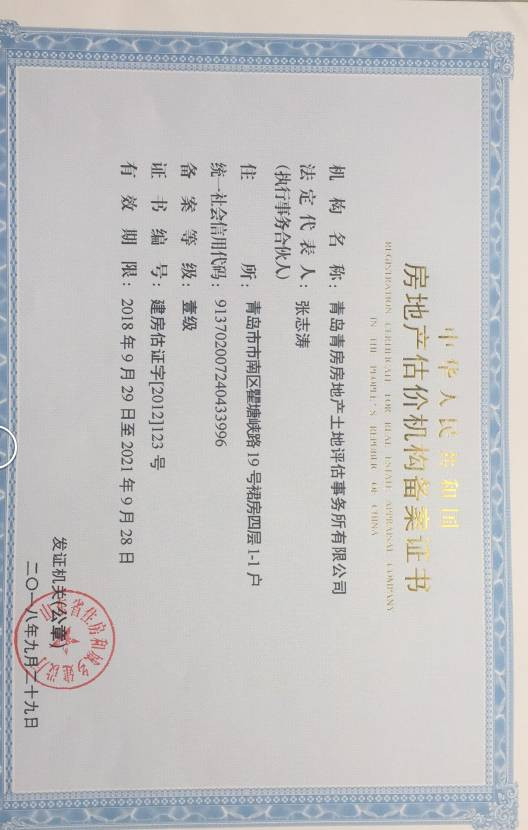 中华人民共和国
房地产估价机构备案证书
REGISTRATION CERTIFICATE FOR REAL ESTATE APPRAISAL COMPANY
IN THE PEOPLE'S REPUBLIC OF CHINA
机构名称：青岛青房房地产土地评估事务所有限公司
法定代表人：张志涛
（执行事务合伙人）
住所：青岛市市南区瞿塘峡路19号裙房四层1-1户
统一社会信用代码：913702007240433996
备案等级：壹级
证书编号：建房估证字[2012]123号
有效期限：2018年9月29日至2021年9月28日
发证机关（公章）
二〇一八年九月二十九日